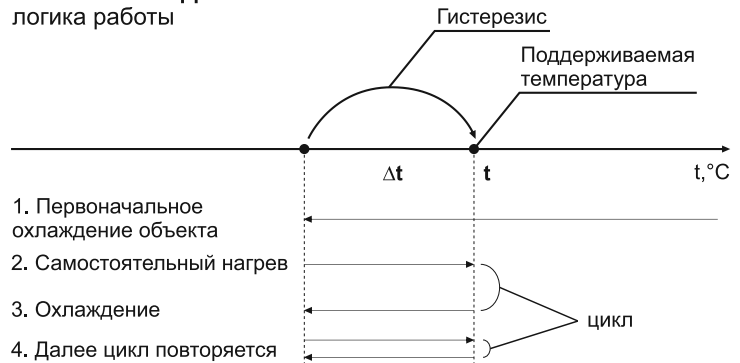 логика работы
Гистерезис
Поддерживаемая
температура
Δt
t
t,°C
1. Первоначальное
охлаждение объекта
2. Самостоятельный нагрев
3. Охлаждение
цикл
4. Далее цикл повторяется